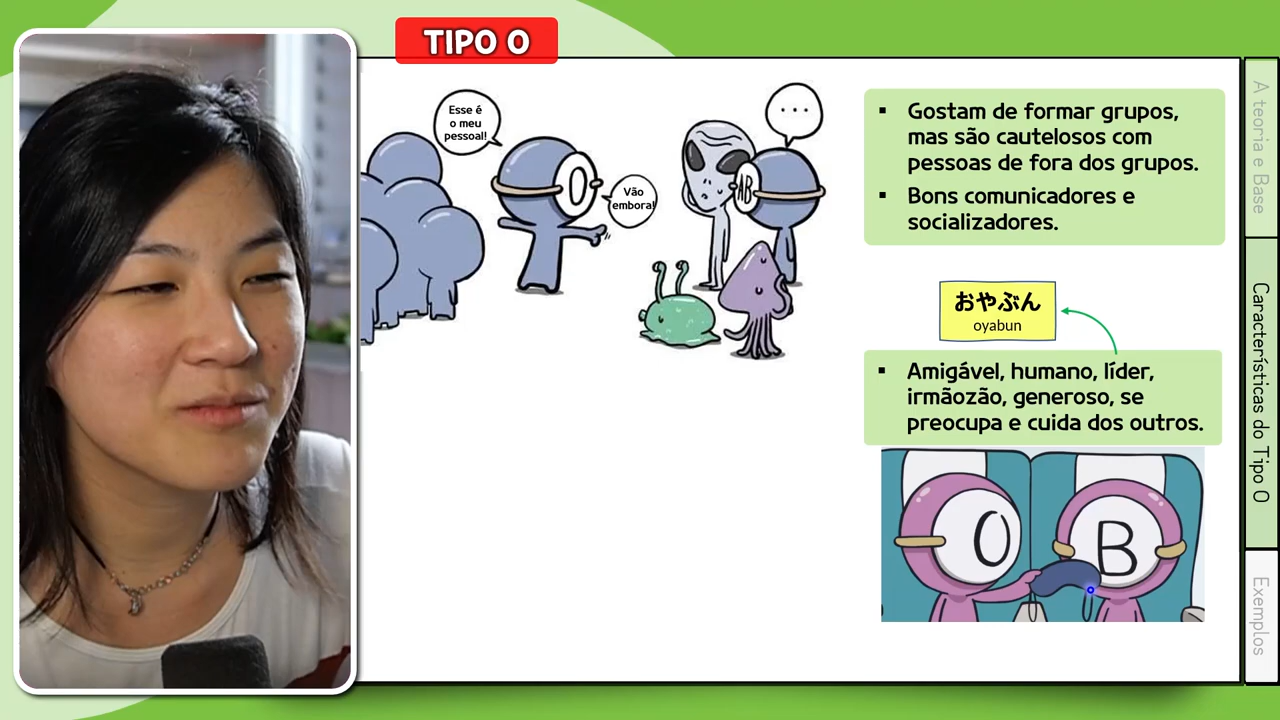 TIPO O
Esse é
o meu
pessoal!
O
Vão
embora!
...
AB
▪ Gostam de formar grupos,
mas são cautelosos com
pessoas de fora dos grupos.
▪ Bons comunicadores e
socializadores.
おやぶん
oyabun
▪ Amigável, humano, líder,
irmãozão, generoso, se
preocupa e cuida dos outros.
O
B
A teoria e Base
Características do Tipo O
Exemplos